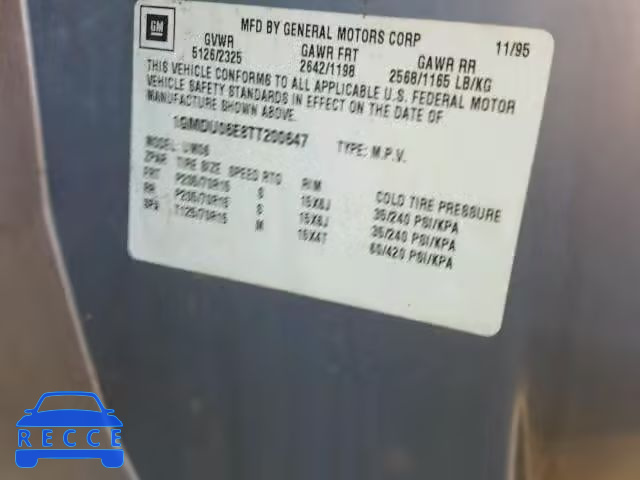 GM
MFD BY GENERAL MOTORS CORP 11/95
GVWR GAWR FRT GAWR RR
5126/2325 2642/1198 2568/1165 LB/KG
THIS VEHICLE CONFORMS TO ALL APPLICABLE U.S. FEDERAL MOTOR
VEHICLE SAFETY STANDARDS IN EFFECT ON THE DATE OF
MANUFACTURE SHOWN ABOVE.
1GMDU06E8TT200647 TYPE: M.P.V.
MODEL: UM06
ZPAR TIRE SIZE SPEED RTG RIM COLD TIRE PRESSURE
FRT P205/70R15 S 15X6J 35/240 PSI/KPA
RR P205/70R15 S 15X6J 35/240 PSI/KPA
SPA T125/70R15 M 15X4T 60/420 PSI/KPA
RECCE